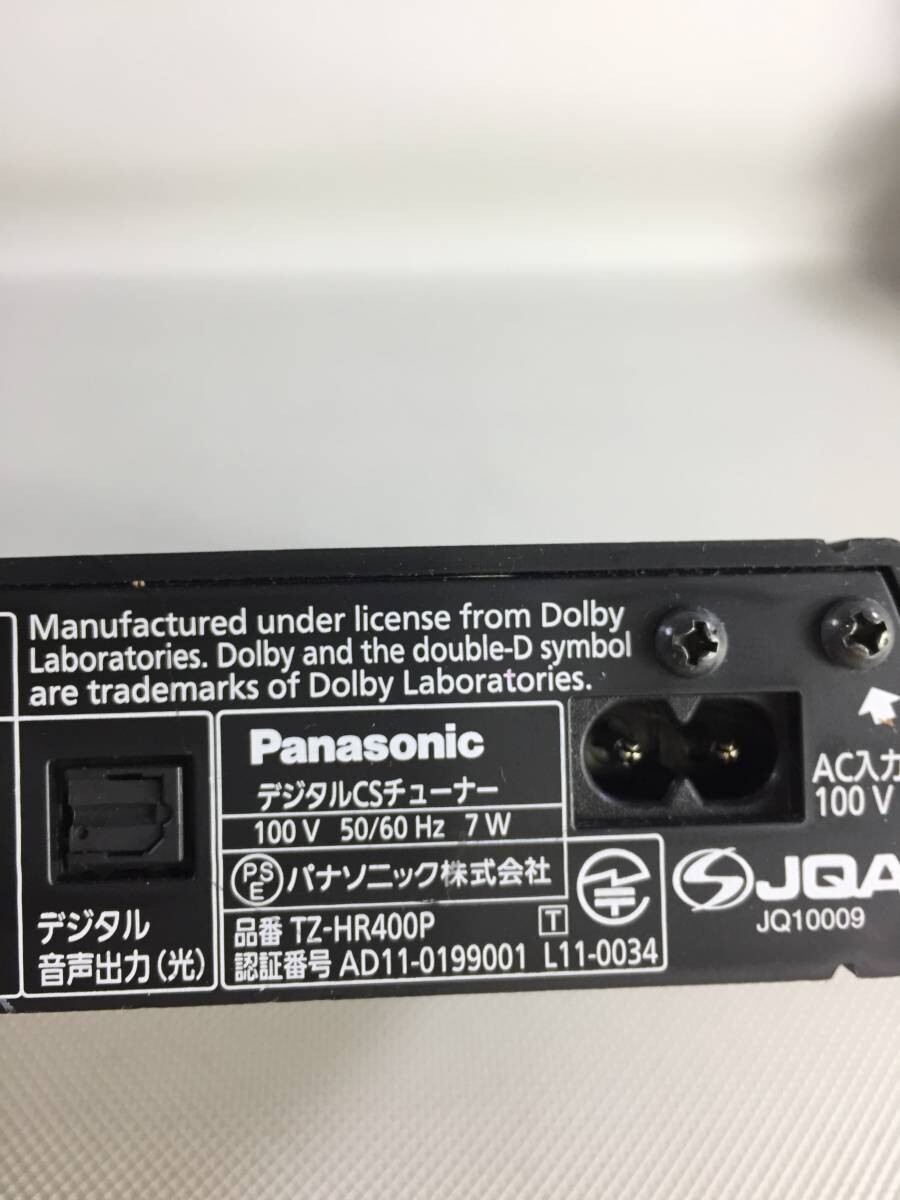 Manufactured under license from Dolby
Laboratories. Dolby and the double-D symbol
are trademarks of Dolby Laboratories.
デジタル
音声出力（光）
Panasonic
デジタルCSチューナー
100 V 50/60 Hz 7 W
PSE パナソニック株式会社
品番 TZ-HR400P T
認証番号 AD11-0199001 L11-0034
AC入力
100 V
JQA
JQ10009